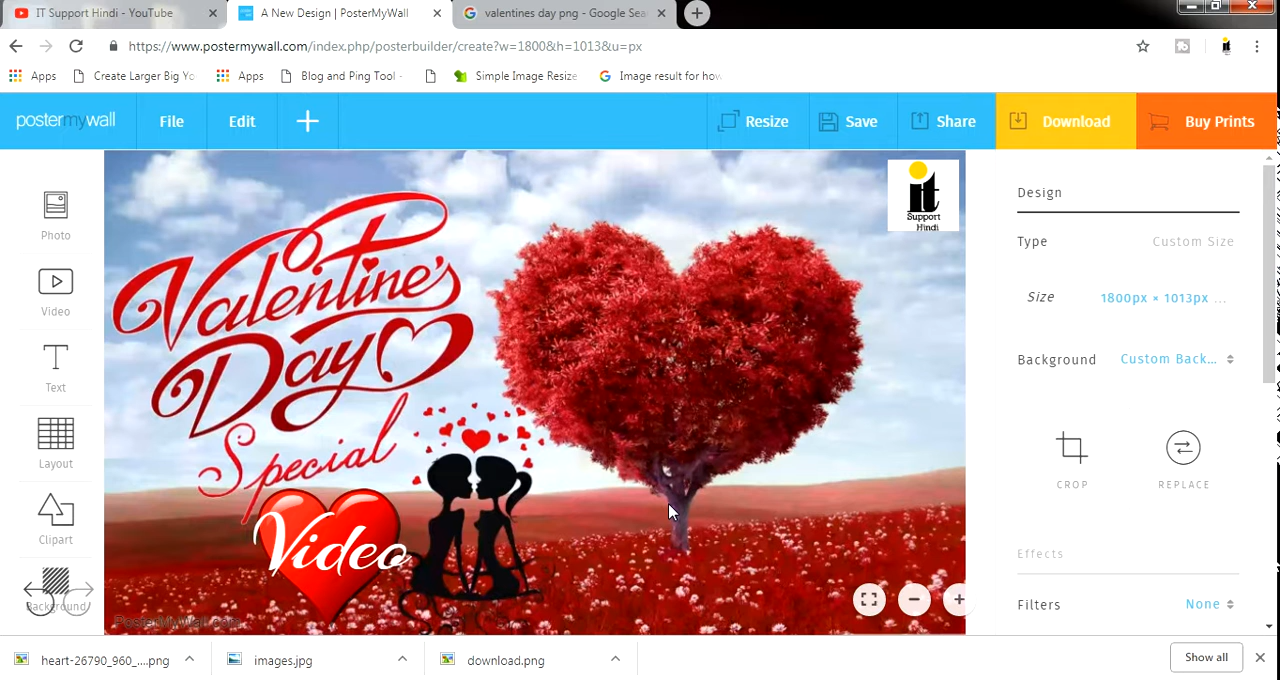 IT Support Hindi - YouTube
A New Design | PosterMyWall
valentines day png - Google Sea
https://www.postermywall.com/index.php/posterbuilder/create?w=1800&h=1013&u=px
Apps
Create Larger Big Yo
Apps
Blog and Ping Tool -
Simple Image Resize
Image result for how
postermywall
File
Edit
Resize
Save
Share
Download
Buy Prints
Photo
Video
Text
Layout
Clipart
Background
Valentine's
Day
Special
Video
it
Support
Hindi
PosterMyWall.com
Design
Type
Custom Size
Size
1800px × 1013px ...
Background
Custom Back...
CROP
REPLACE
Effects
Filters
None
heart-26790_960_....png
images.jpg
download.png
Show all